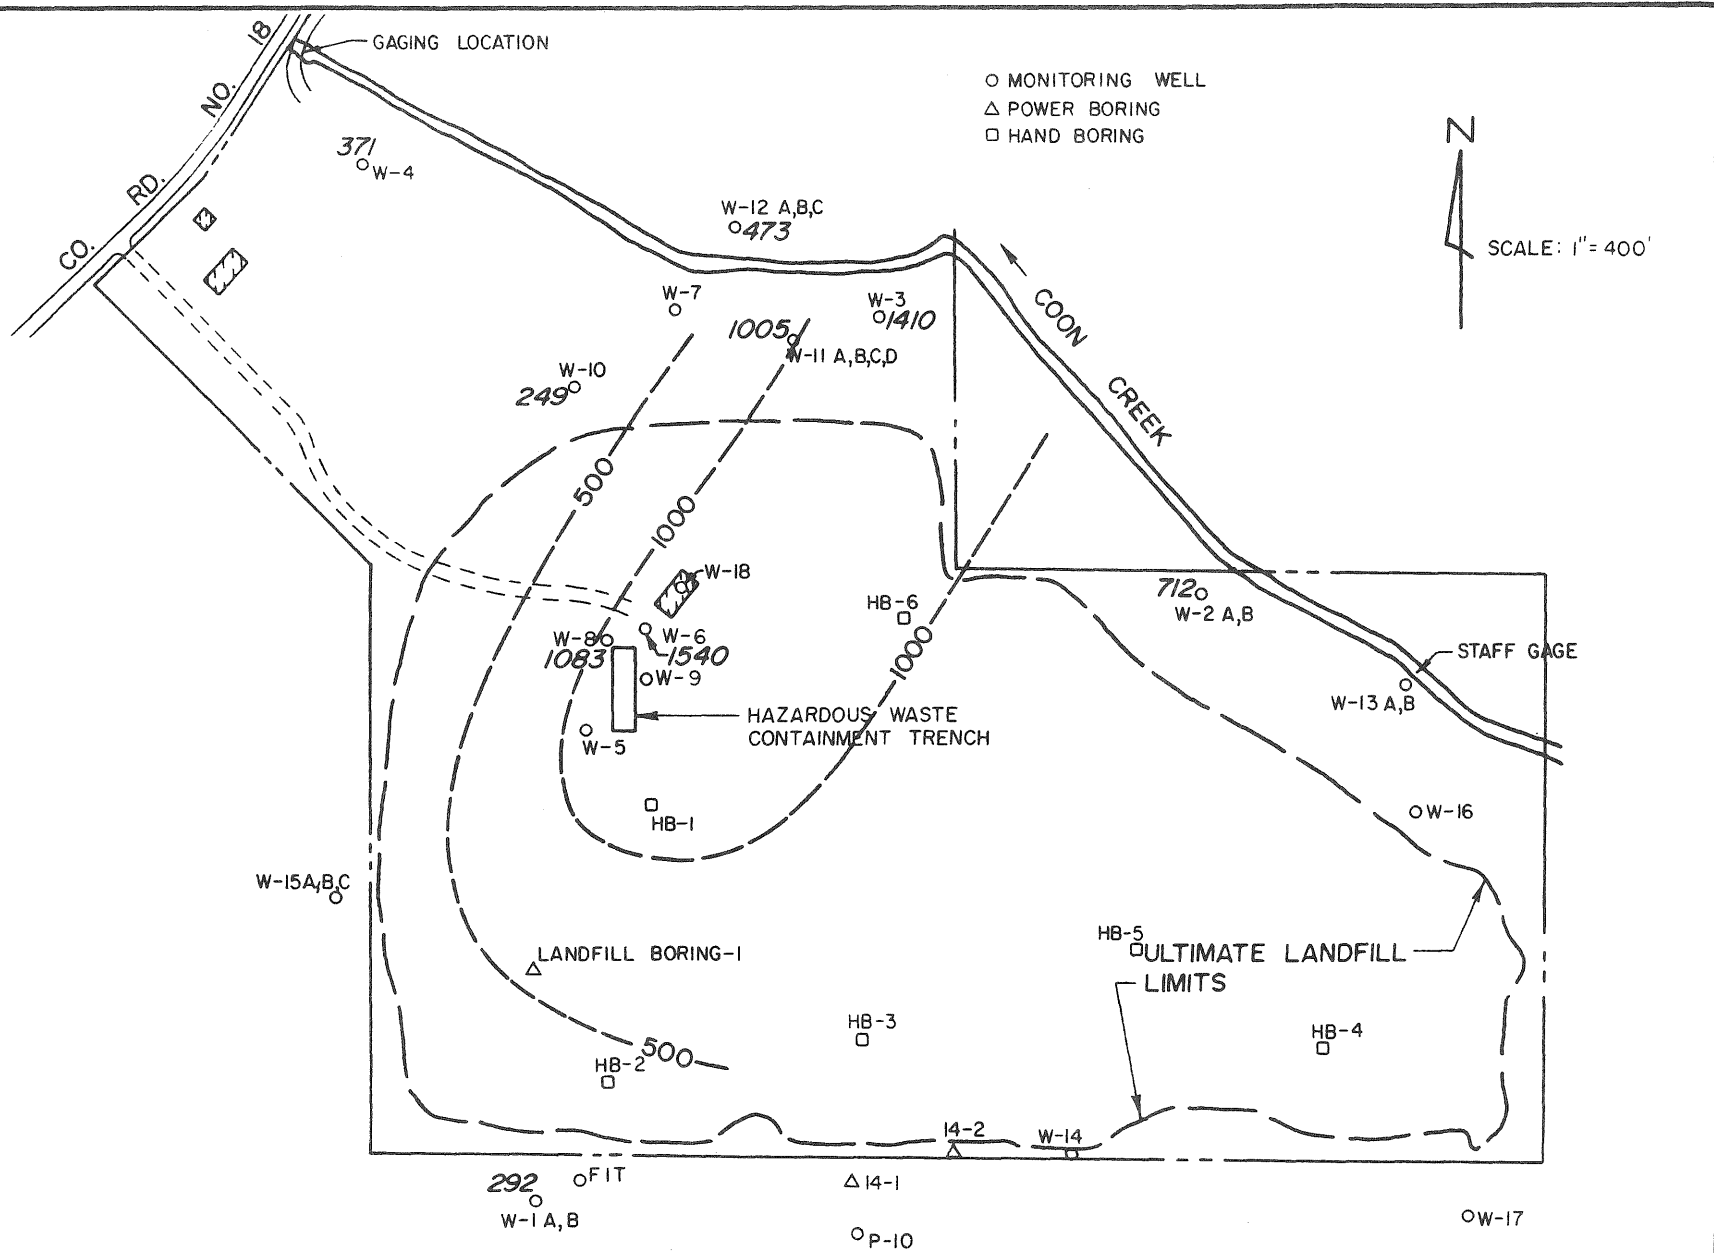 GAGING LOCATION
CO. RD. NO. 18
○ MONITORING WELL
△ POWER BORING
□ HAND BORING
N
SCALE: 1"= 400'
371
W-4
W-12 A,B,C
473
W-7
W-3
1410
1005
W-11 A,B,C,D
COON CREEK
W-10
249
500
1000
W-18
HB-6
712
W-2 A,B
W-8
1083
W-6
1540
1000
STAFF GAGE
W-9
W-13 A,B
HAZARDOUS WASTE
CONTAINMENT TRENCH
W-5
HB-1
W-16
W-15A,B,C
LANDFILL BORING-1
HB-5
ULTIMATE LANDFILL
LIMITS
HB-3
HB-4
500
HB-2
14-2
W-14
292
FIT
W-1 A,B
14-1
P-10
W-17